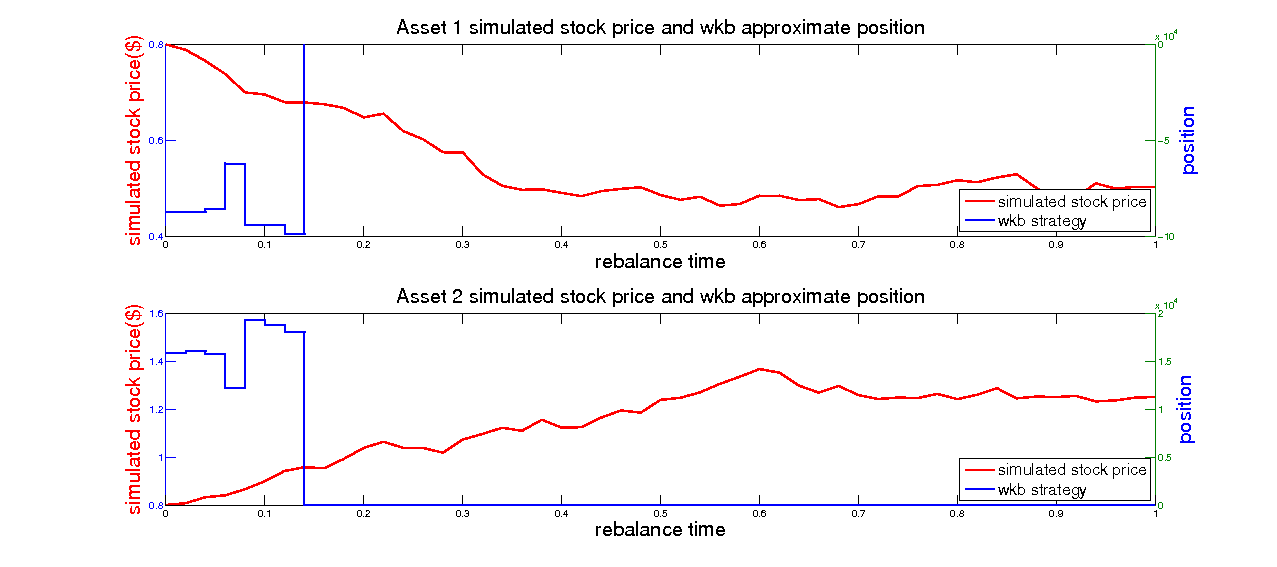 Asset 1 simulated stock price and wkb approximate position
x 10^4
simulated stock price($)
0.8
0.6
0.4
0
-5
-10
position
simulated stock price
wkb strategy
0
0.1
0.2
0.3
0.4
0.5
0.6
0.7
0.8
0.9
1
rebalance time
Asset 2 simulated stock price and wkb approximate position
x 10^4
simulated stock price($)
1.6
1.4
1.2
1
0.8
2
1.5
1
0.5
0
position
simulated stock price
wkb strategy
0
0.1
0.2
0.3
0.4
0.5
0.6
0.7
0.8
0.9
1
rebalance time